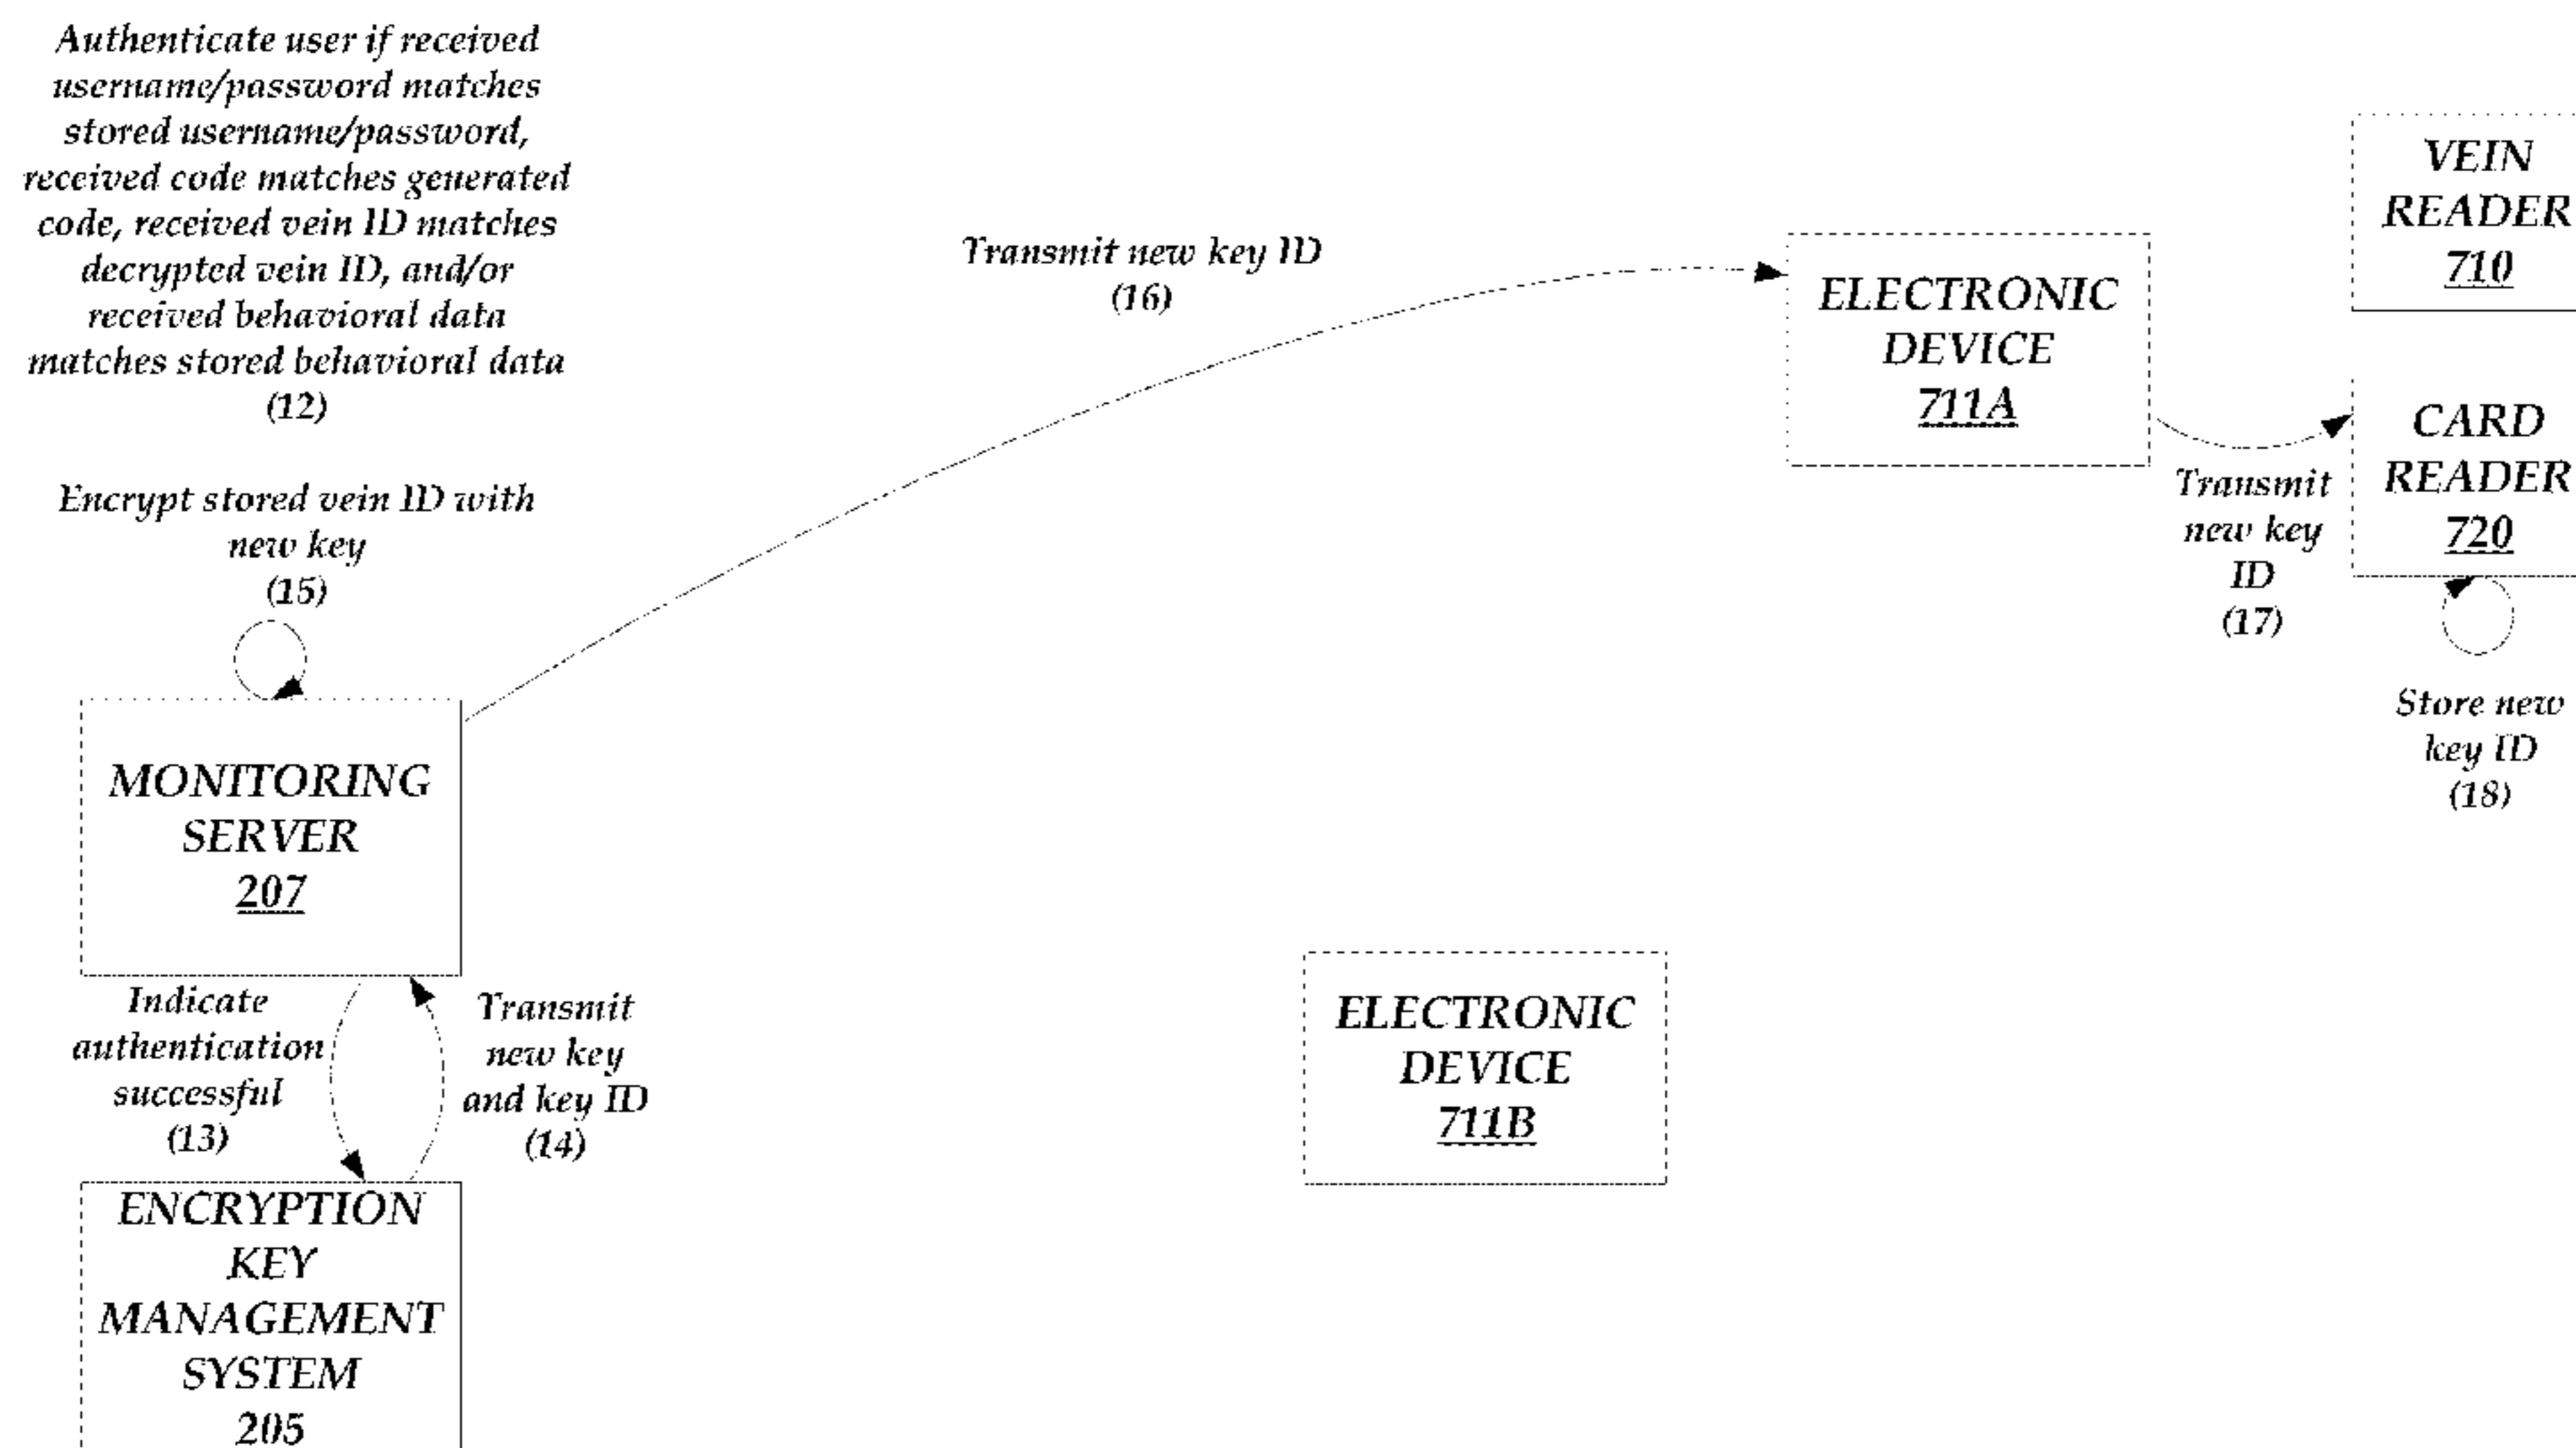 Authenticate user if received
username/password matches
stored username/password,
received code matches generated
code, received vein ID matches
decrypted vein ID, and/or
received behavioral data
matches stored behavioral data
(12)
Encrypt stored vein ID with
new key
(15)
Transmit new key ID
(16)
ELECTRONIC
DEVICE
711A
VEIN
READER
710
CARD
READER
720
Transmit
new key
ID
(17)
Store new
key ID
(18)
MONITORING
SERVER
207
Indicate
authentication
successful
(13)
Transmit
new key
and key ID
(14)
ELECTRONIC
DEVICE
711B
ENCRYPTION
KEY
MANAGEMENT
SYSTEM
205